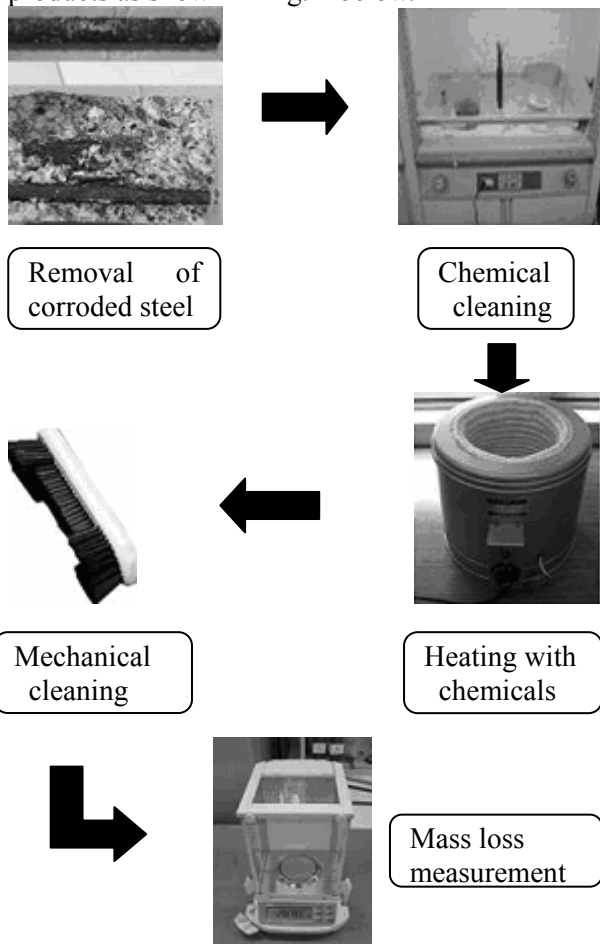 Removal of
corroded steel
Chemical
cleaning
Mechanical
cleaning
Heating with
chemicals
Mass loss
measurement